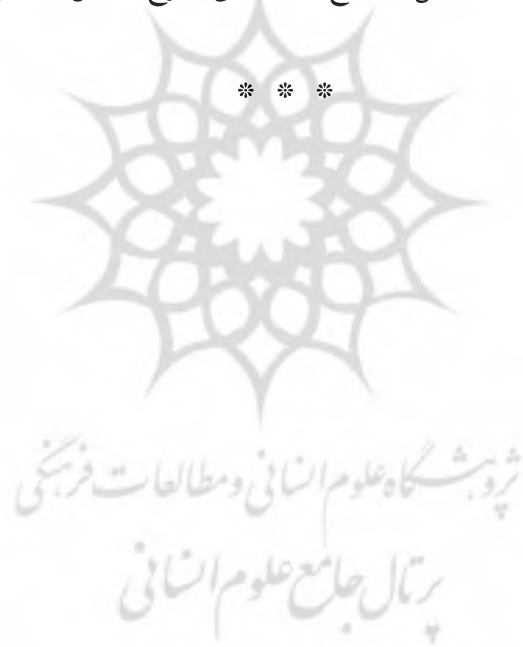 * * *
پژوهشگاه علوم انسانی و مطالعات فرهنگی
پرتال جامع علوم انسانی